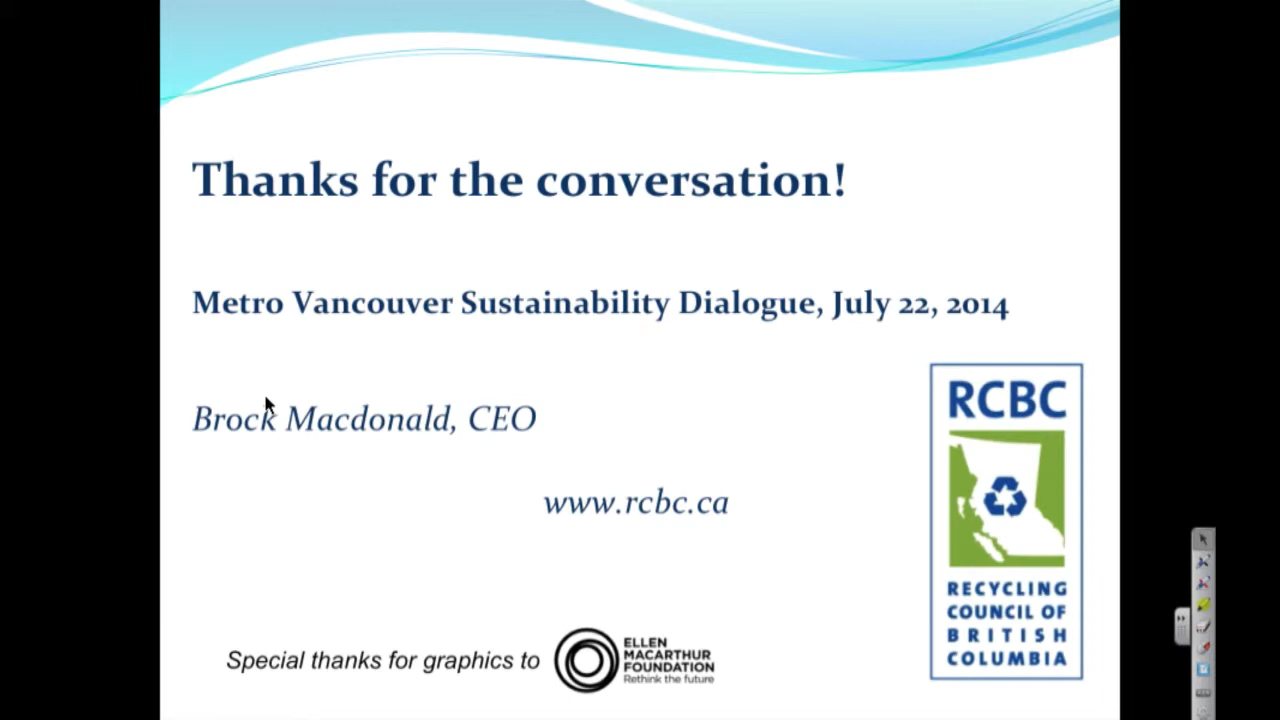 Thanks for the conversation!
Metro Vancouver Sustainability Dialogue, July 22, 2014
Brock Macdonald, CEO
www.rcbc.ca
RCBC
RECYCLING
COUNCIL OF
BRITISH
COLUMBIA
Special thanks for graphics to
ELLEN
MACARTHUR
FOUNDATION
Rethink the future